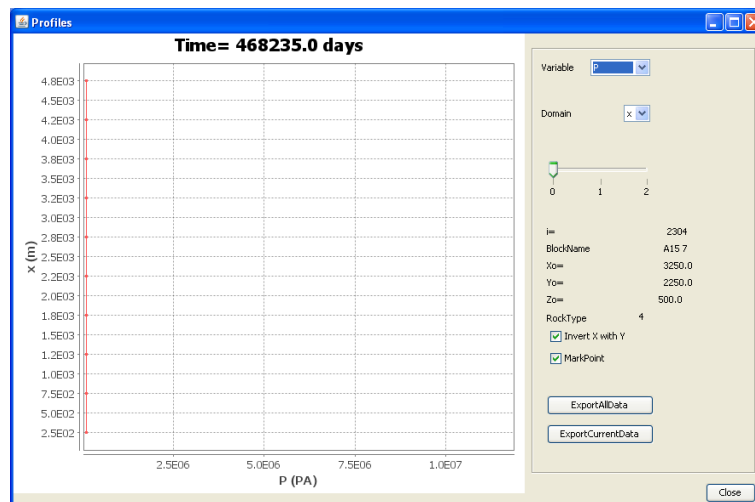 Profiles
Time= 468235.0 days
4.8E03
4.5E03
4.2E03
4.0E03
3.8E03
3.5E03
3.2E03
3.0E03
2.8E03
2.5E03
2.2E03
2.0E03
1.8E03
1.5E03
1.2E03
1.0E03
7.5E02
5.0E02
2.5E02
x (m)
2.5E06 5.0E06 7.5E06 1.0E07
P (PA)
Variable P
Domain x
0 1 2
i= 2304
BlockName A15 7
Xo= 3250.0
Yo= 2250.0
Zo= 500.0
RockType 4
Invert X with Y
MarkPoint
ExportAllData
ExportCurrentData
Close